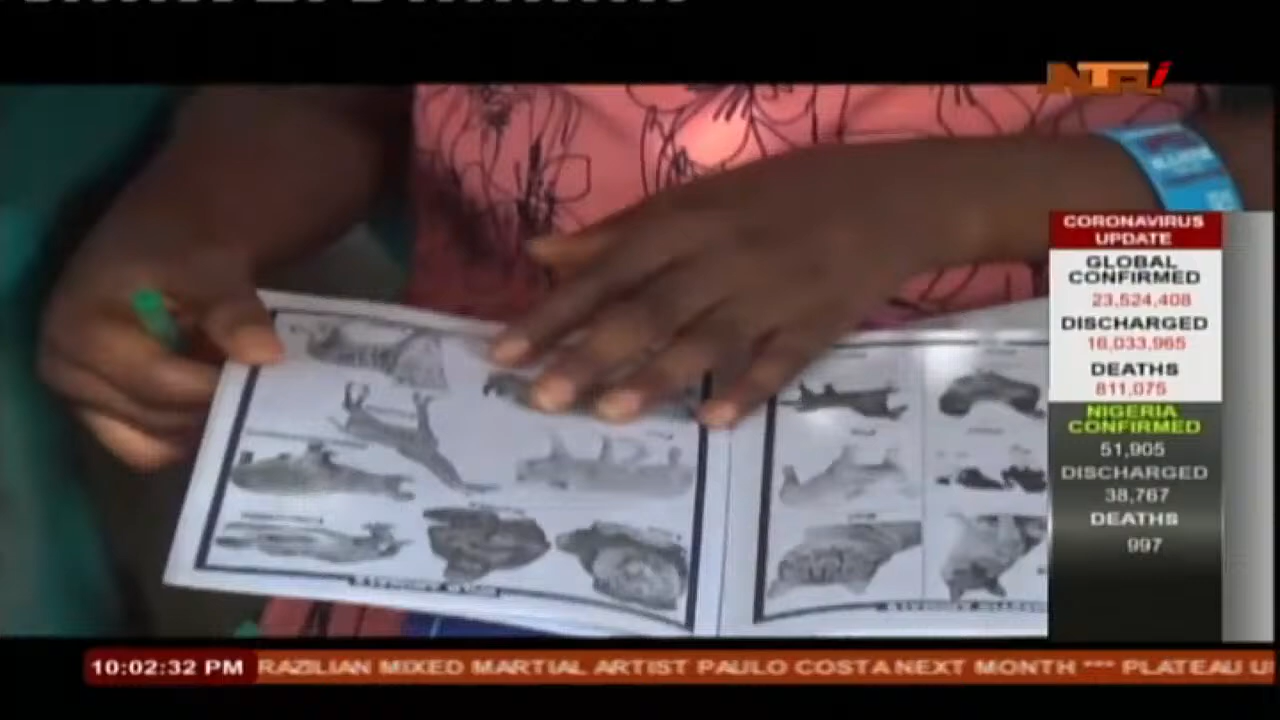 NTAi
CORONAVIRUS
UPDATE
GLOBAL
CONFIRMED
23,524,408
DISCHARGED
16,033,965
DEATHS
811,075
NIGERIA
CONFIRMED
51,905
DISCHARGED
38,767
DEATHS
997
10:02:32 PM
RAZILIAN MIXED MARTIAL ARTIST PAULO COSTA NEXT MONTH *** PLATEAU U